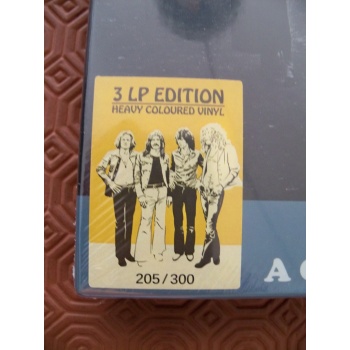 3 LP EDITION
HEAVY COLOURED VINYL
205/300
A